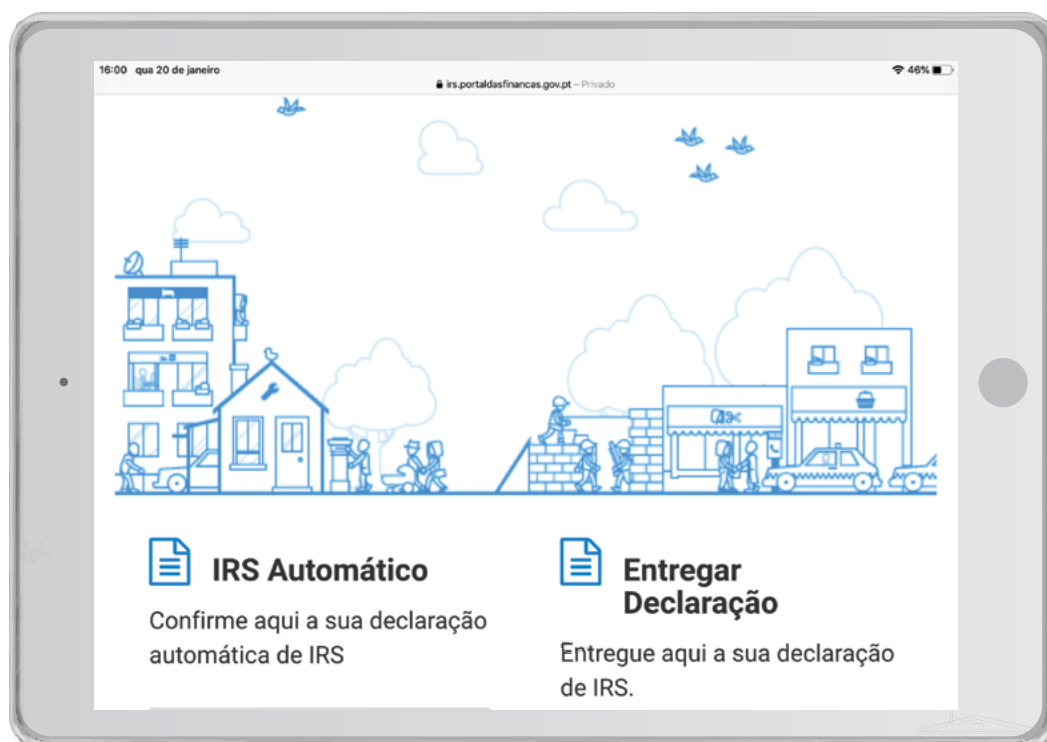 16:00 qua 20 de janeiro
irs.portaldasfinancas.gov.pt – Privado
46%
IRS Automático
Confirme aqui a sua declaração
automática de IRS
Entregar
Declaração
Entregue aqui a sua declaração
de IRS.